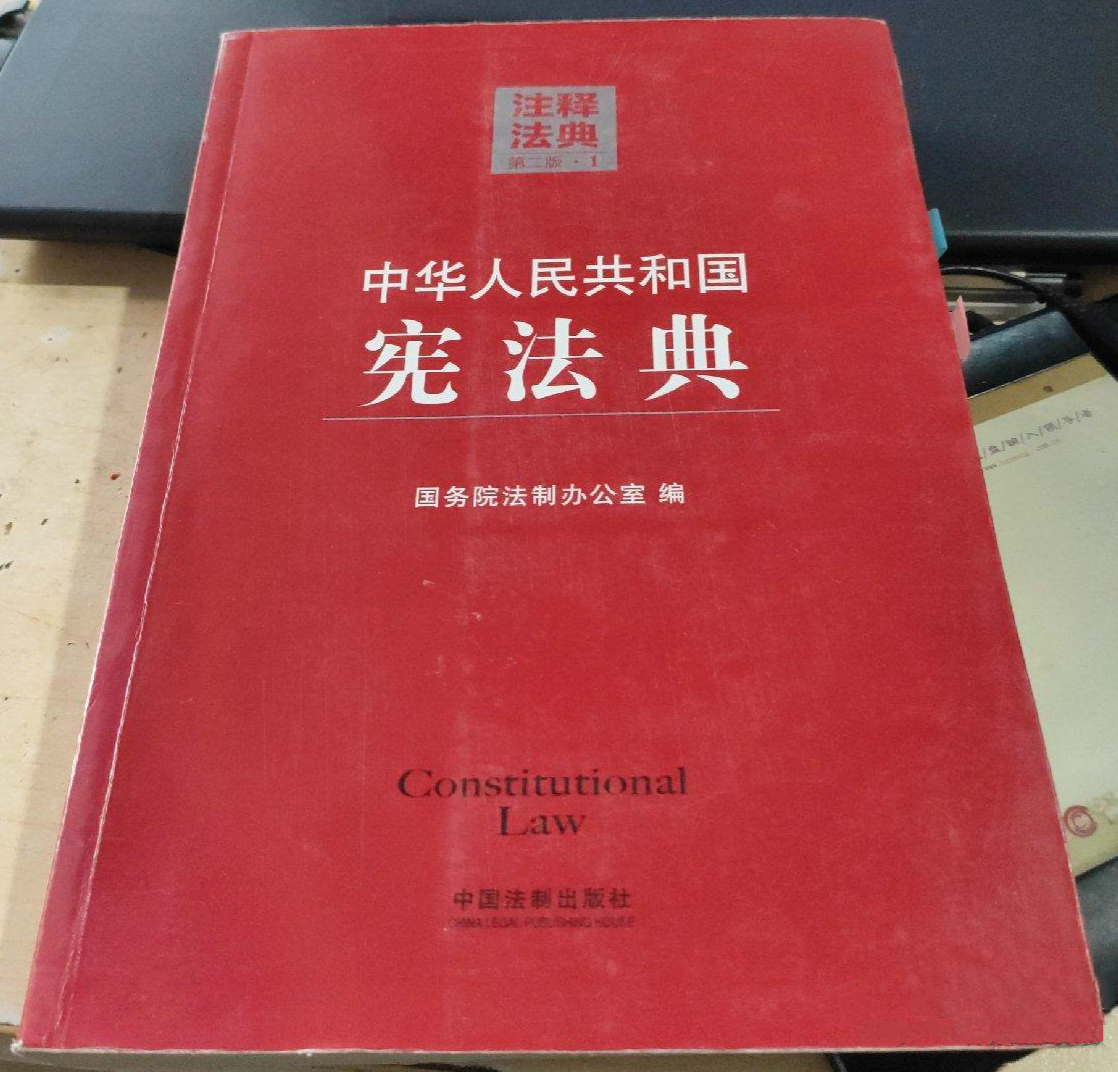 注释
法典
第二版·1
中华人民共和国
宪法典
国务院法制办公室 编
Constitutional
Law
中国法制出版社
CHINA LEGAL PUBLISHING HOUSE